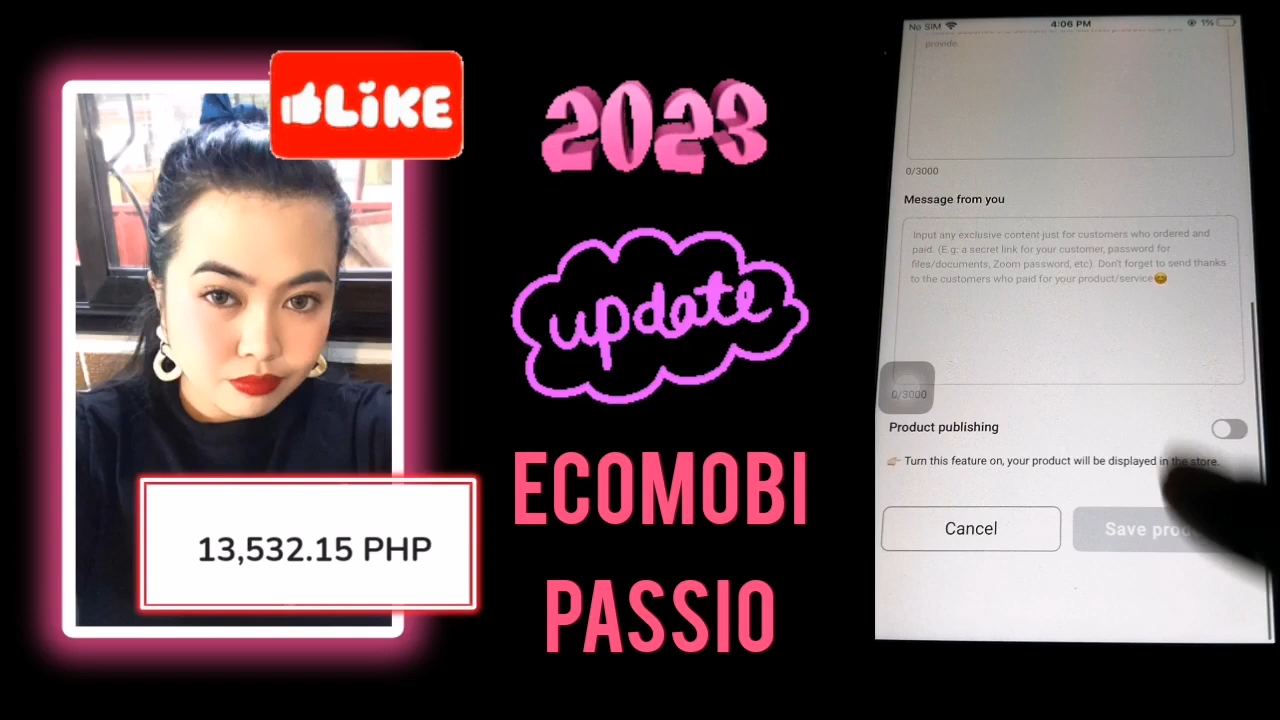 LIKE
13,532.15 PHP
2023
update
ECOMOBI
PASSIO
No SIM
4:06 PM
1%
provide.
0/3000
Message from you
Input any exclusive content just for customers who ordered and
paid. (E.g: a secret link for your customer, password for
files/documents, Zoom password, etc). Don't forget to send thanks
to the customers who paid for your product/service😊
0/3000
Product publishing
👉🏻 Turn this feature on, your product will be displayed in the store.
Cancel
Save